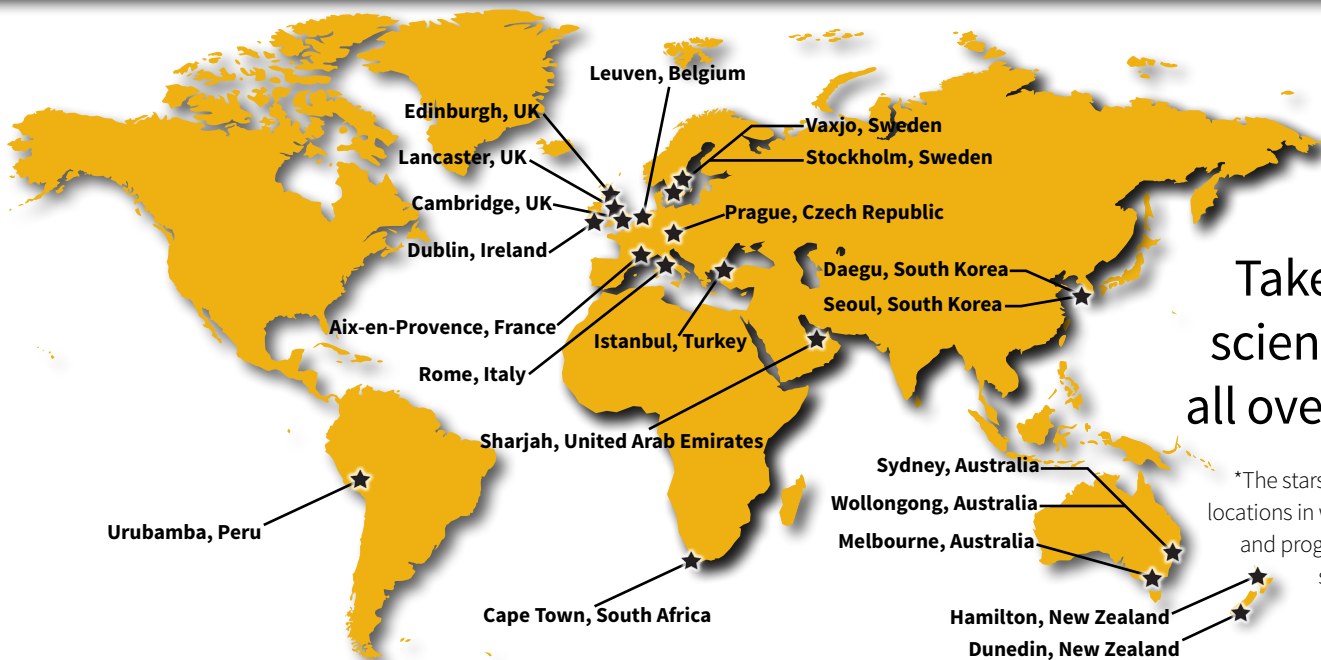 Leuven, Belgium
Edinburgh, UK
Vaxjo, Sweden
Lancaster, UK
Stockholm, Sweden
Cambridge, UK
Prague, Czech Republic
Dublin, Ireland
Daegu, South Korea
Seoul, South Korea
Aix-en-Provence, France
Istanbul, Turkey
Rome, Italy
Sharjah, United Arab Emirates
Urubamba, Peru
Cape Town, South Africa
Sydney, Australia
Wollongong, Australia
Melbourne, Australia
Hamilton, New Zealand
Dunedin, New Zealand
Take
scien
all ove
*The stars
locations in w
and prog
s